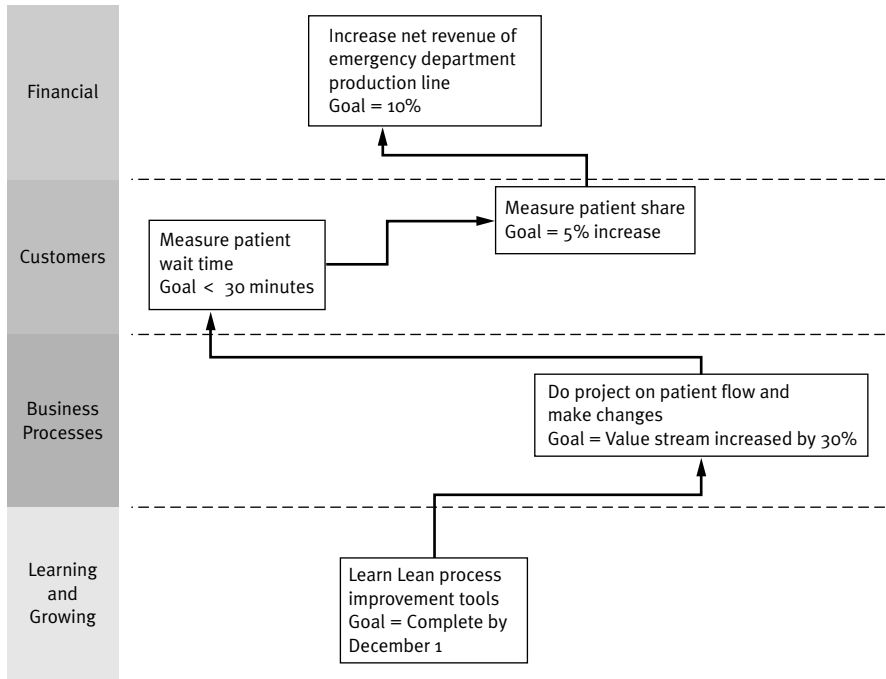 Financial
Increase net revenue of
emergency department
production line
Goal = 10%
Customers
Measure patient
wait time
Goal < 30 minutes
Measure patient share
Goal = 5% increase
Business
Processes
Do project on patient flow and
make changes
Goal = Value stream increased by 30%
Learning
and
Growing
Learn Lean process
improvement tools
Goal = Complete by
December 1